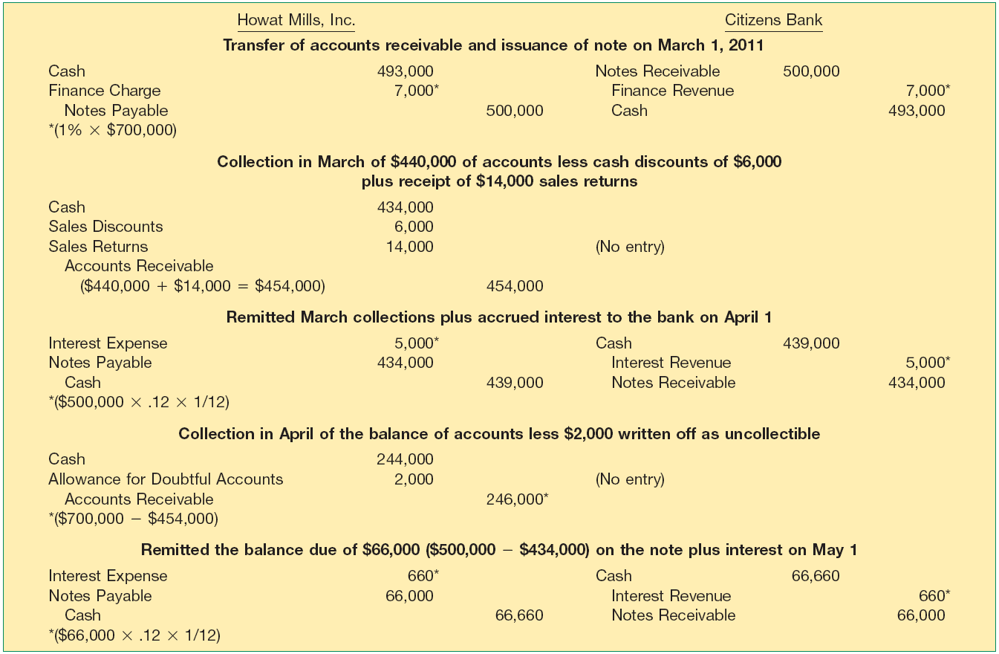 Howat Mills, Inc. Citizens Bank
Transfer of accounts receivable and issuance of note on March 1, 2011
Cash 493,000 Notes Receivable 500,000
Finance Charge 7,000* Finance Revenue 7,000*
Notes Payable 500,000 Cash 493,000
*(1% × $700,000)
Collection in March of $440,000 of accounts less cash discounts of $6,000
plus receipt of $14,000 sales returns
Cash 434,000
Sales Discounts 6,000
Sales Returns 14,000 (No entry)
Accounts Receivable
($440,000 + $14,000 = $454,000) 454,000
Remitted March collections plus accrued interest to the bank on April 1
Interest Expense 5,000* Cash 439,000
Notes Payable 434,000 Interest Revenue 5,000*
Cash 439,000 Notes Receivable 434,000
*($500,000 × .12 × 1/12)
Collection in April of the balance of accounts less $2,000 written off as uncollectible
Cash 244,000
Allowance for Doubtful Accounts 2,000 (No entry)
Accounts Receivable 246,000*
*($700,000 − $454,000)
Remitted the balance due of $66,000 ($500,000 − $434,000) on the note plus interest on May 1
Interest Expense 660* Cash 66,660
Notes Payable 66,000 Interest Revenue 660*
Cash 66,660 Notes Receivable 66,000
*($66,000 × .12 × 1/12)